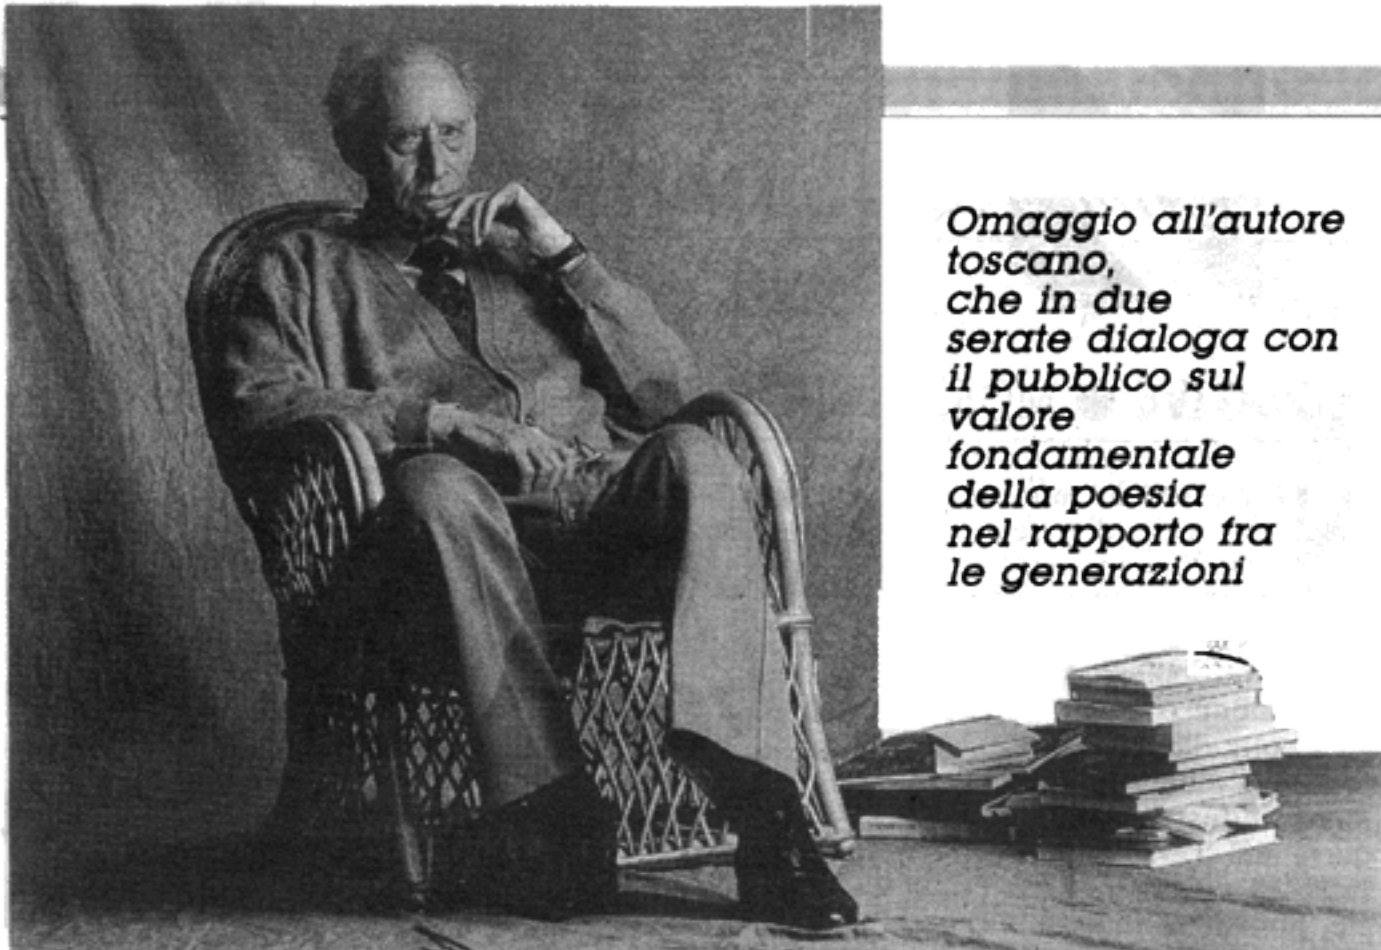 Omaggio all'autore
toscano,
che in due
serate dialoga con
il pubblico sul
valore
fondamentale
della poesia
nel rapporto fra
le generazioni